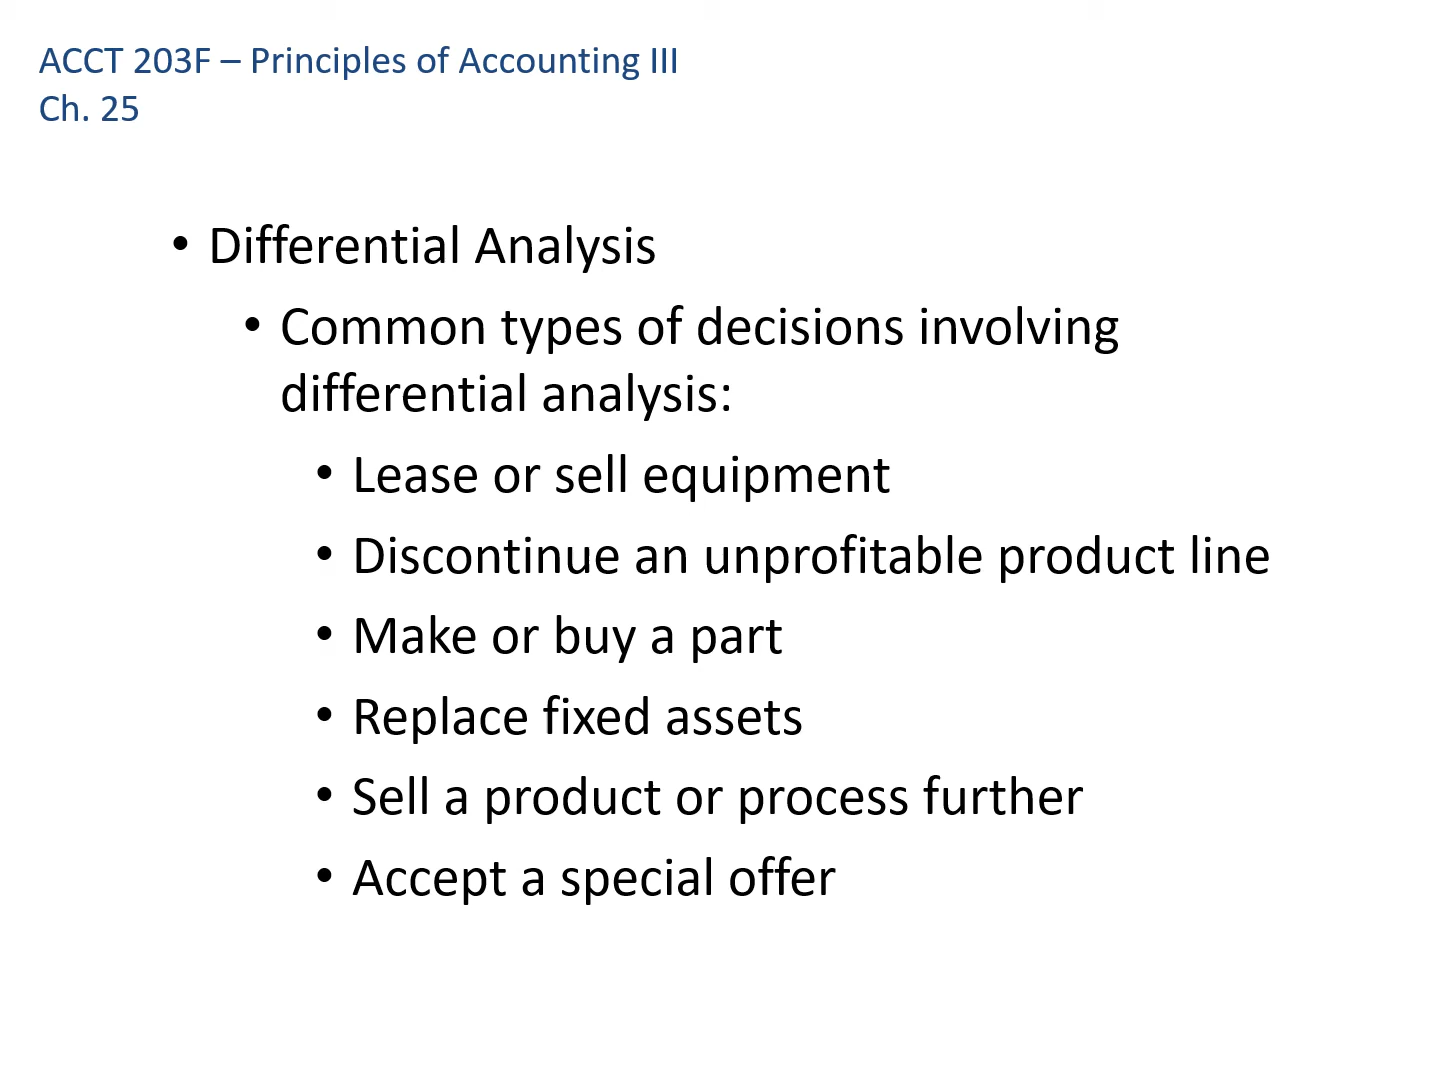 ACCT 203F – Principles of Accounting III
Ch. 25
• Differential Analysis
• Common types of decisions involving
differential analysis:
• Lease or sell equipment
• Discontinue an unprofitable product line
• Make or buy a part
• Replace fixed assets
• Sell a product or process further
• Accept a special offer